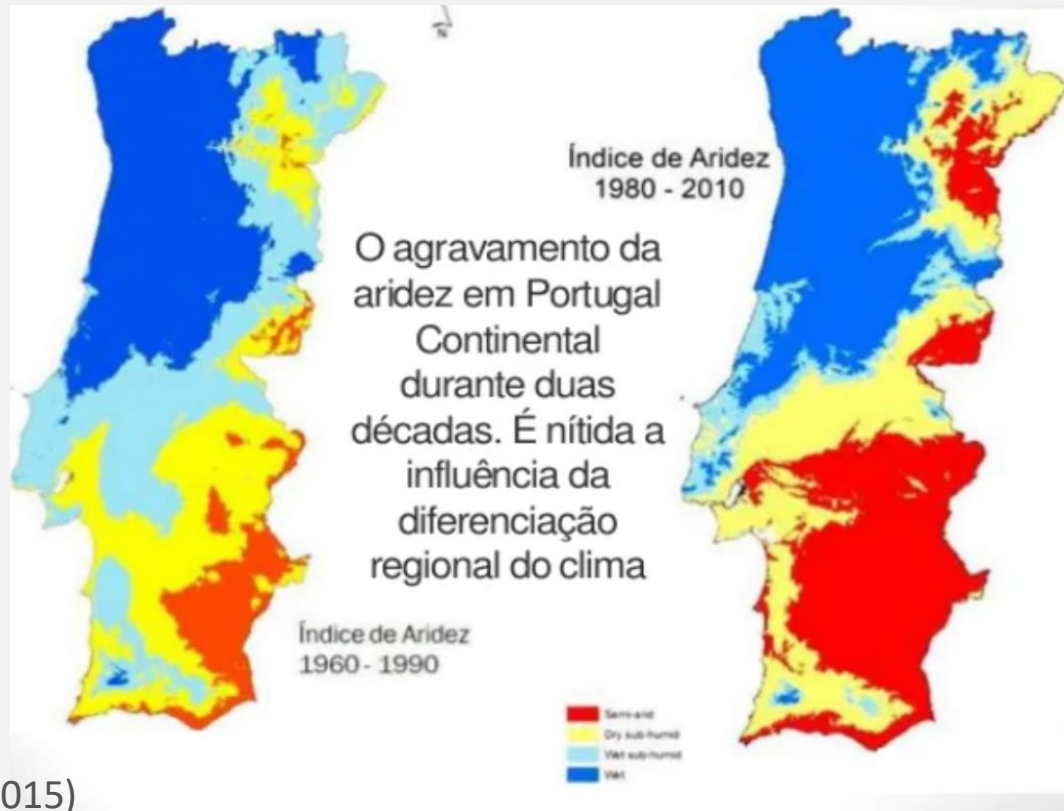 N
Índice de Aridez
1980 - 2010
O agravamento da
aridez em Portugal
Continental
durante duas
décadas. É nítida a
influência da
diferenciação
regional do clima
Índice de Aridez
1960 - 1990
Semi-arid
Dry sub-humid
Wet sub-humid
Wet
015)